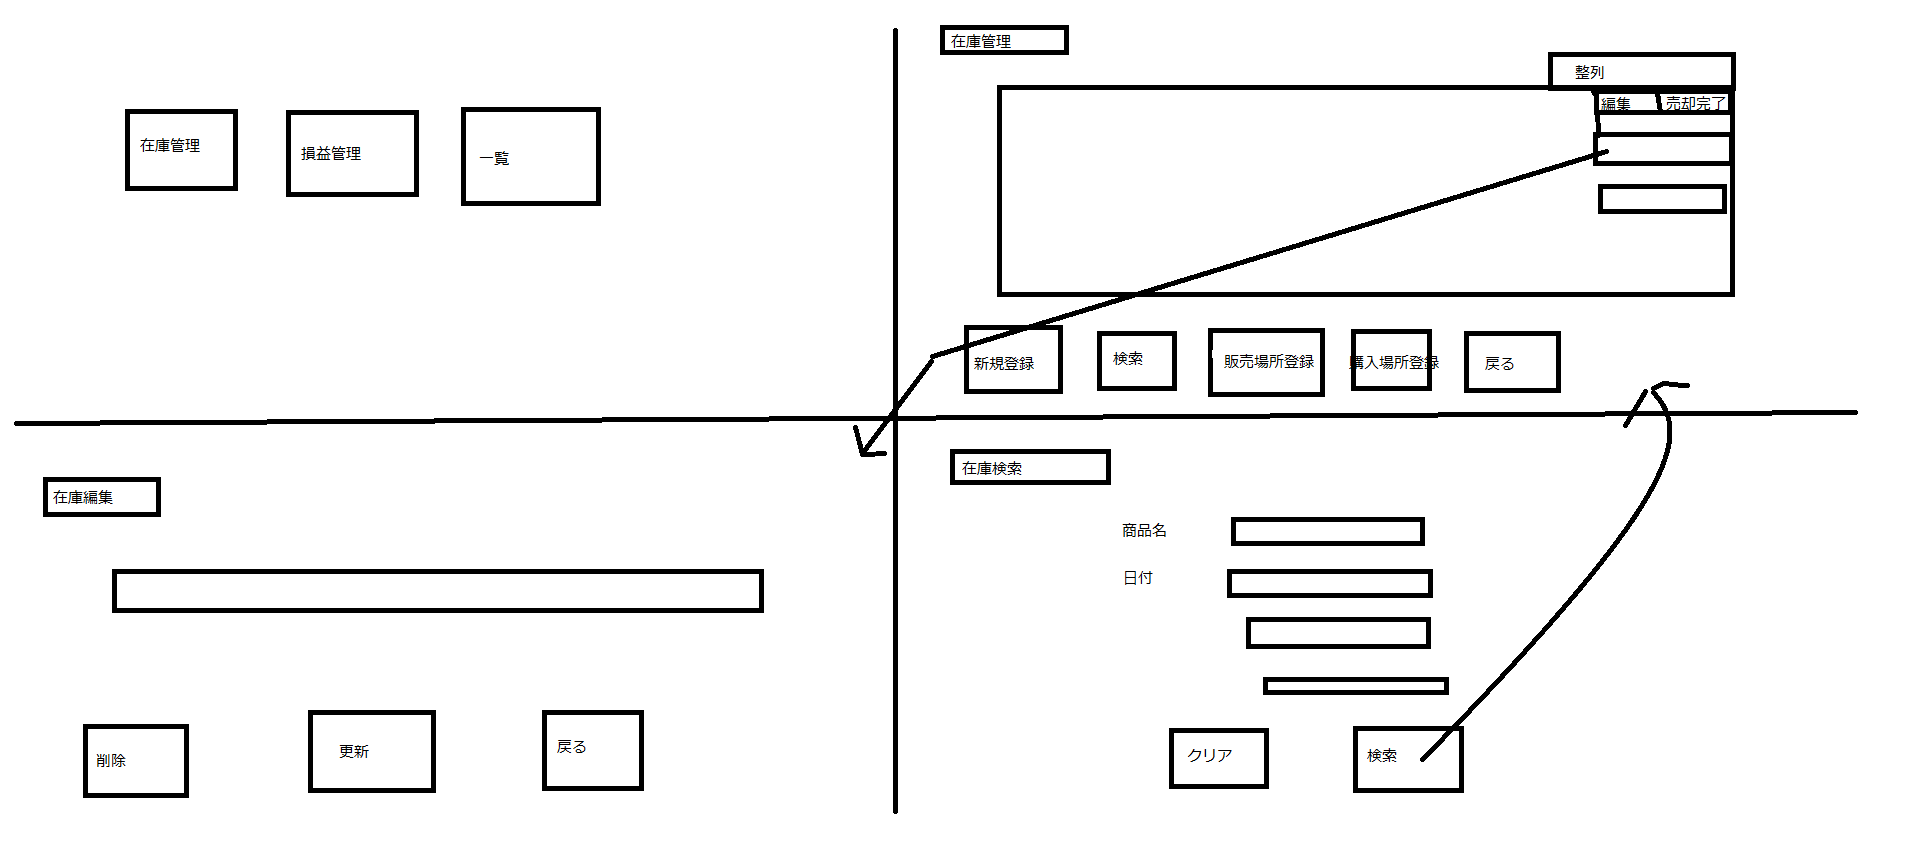 在庫管理
損益管理
一覧
在庫管理
整列
編集
売却完了
新規登録
検索
販売場所登録
購入場所登録
戻る
在庫編集
削除
更新
戻る
在庫検索
商品名
日付
クリア
検索